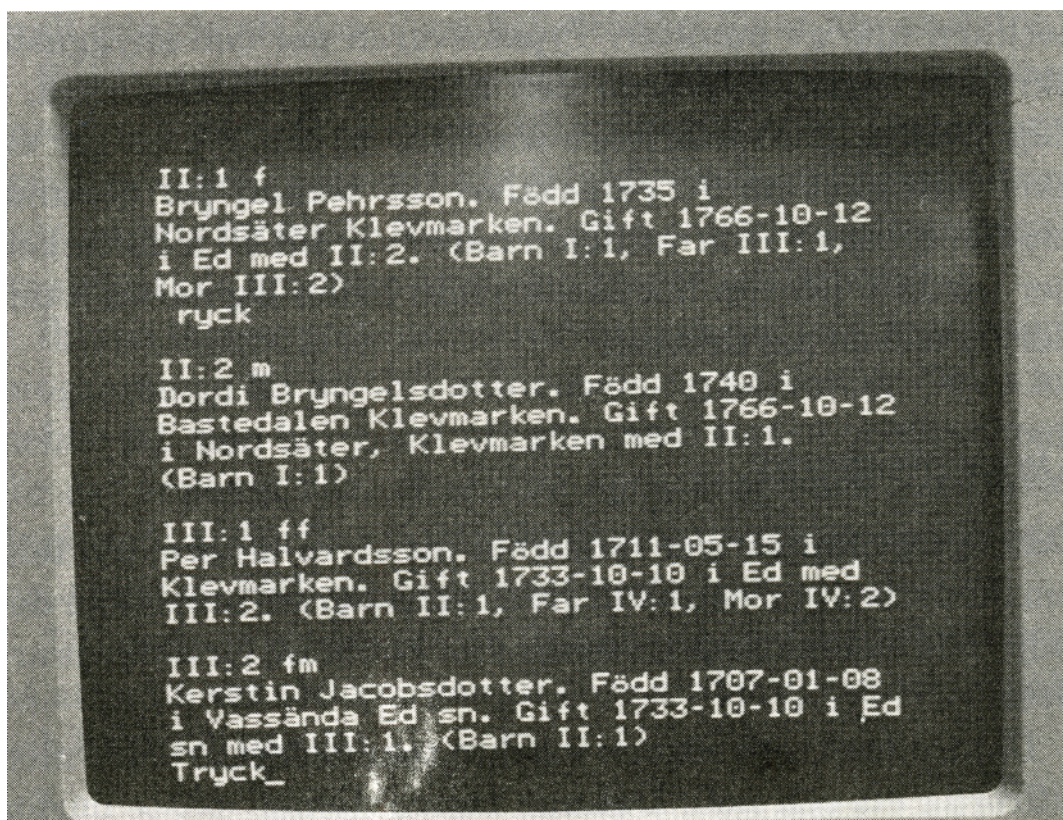 II:1 f
Bryngel Pehrsson. Född 1735 i
Nordsäter Klevmarken. Gift 1766-10-12
i Ed med II:2. (Barn I:1, Far III:1,
Mor III:2)
ryck
II:2 m
Dordi Bryngelsdotter. Född 1740 i
Bastedalen Klevmarken. Gift 1766-10-12
i Nordsäter, Klevmarken med II:1.
(Barn I:1)
III:1 ff
Per Halvardsson. Född 1711-05-15 i
Klevmarken. Gift 1733-10-10 i Ed med
III:2. (Barn II:1, Far IV:1, Mor IV:2)
III:2 fm
Kerstin Jacobsdotter. Född 1707-01-08
i Vassända Ed sn. Gift 1733-10-10 i Ed
sn med III:1. (Barn II:1)
Tryck_